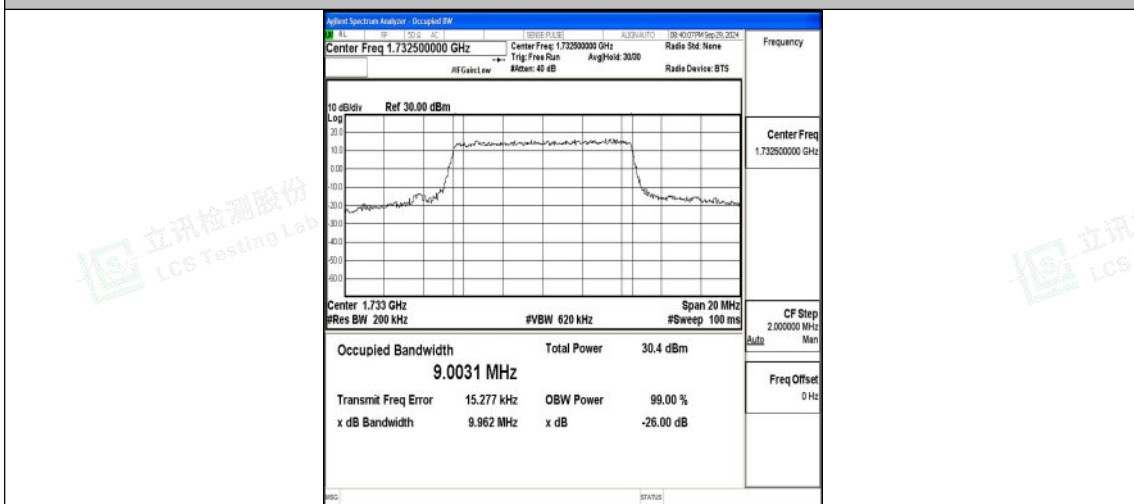 Agilent Spectrum Analyzer - Occupied BW
RL RF 50 Ω AC SENSE:PULSE ALIGNAUTO 08:40:07PM Sep 29, 2024
Center Freq 1.732500000 GHz
Center Freq: 1.732500000 GHz
Radio Std: None
Trig: Free Run Avg|Hold: 30/30
#IFGain:Low #Atten: 40 dB Radio Device: BTS
Frequency
10 dB/div Ref 30.00 dBm
Log
20.0
10.0
0.00
-10.0
-20.0
-30.0
-40.0
-50.0
-60.0
Center 1.733 GHz Span 20 MHz
#Res BW 200 kHz #VBW 620 kHz #Sweep 100 ms
Center Freq
1.732500000 GHz
CF Step
2.000000 MHz
Auto Man
Freq Offset
0 Hz
Occupied Bandwidth Total Power 30.4 dBm
9.0031 MHz
Transmit Freq Error 15.277 kHz OBW Power 99.00 %
x dB Bandwidth 9.962 MHz x dB -26.00 dB
MSG STATUS
立讯检测股份
LCS Testing Lab
立讯
LCS